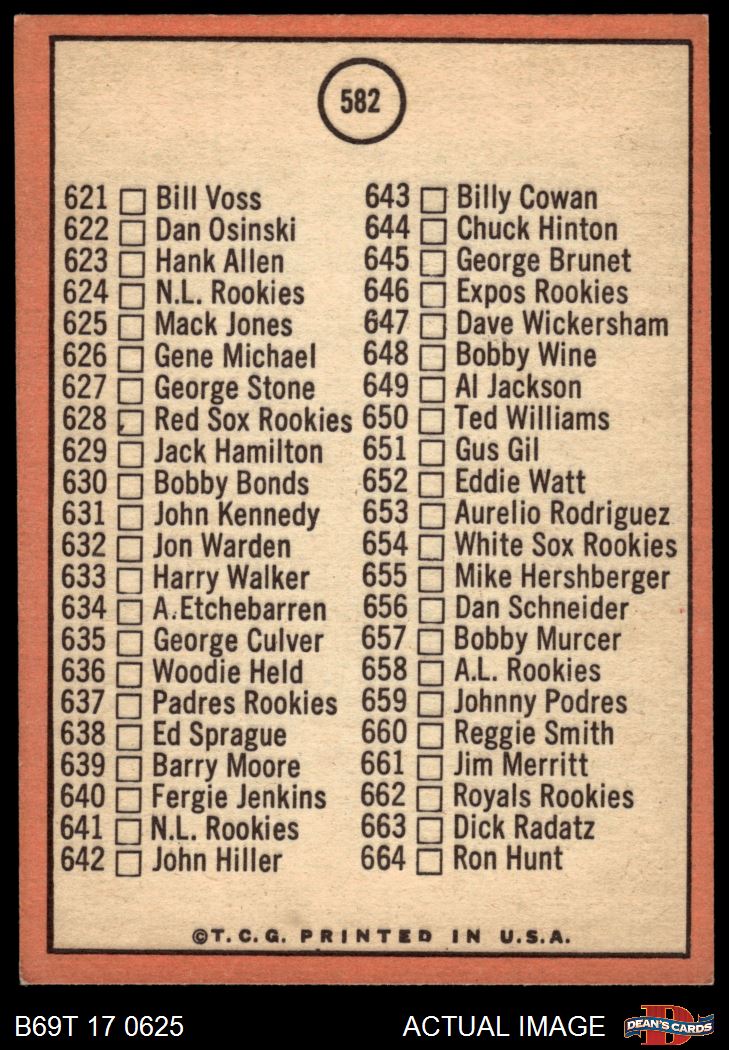 582
621 Bill Voss
622 Dan Osinski
623 Hank Allen
624 N.L. Rookies
625 Mack Jones
626 Gene Michael
627 George Stone
628 Red Sox Rookies
629 Jack Hamilton
630 Bobby Bonds
631 John Kennedy
632 Jon Warden
633 Harry Walker
634 A.Etchebarren
635 George Culver
636 Woodie Held
637 Padres Rookies
638 Ed Sprague
639 Barry Moore
640 Fergie Jenkins
641 N.L. Rookies
642 John Hiller
643 Billy Cowan
644 Chuck Hinton
645 George Brunet
646 Expos Rookies
647 Dave Wickersham
648 Bobby Wine
649 Al Jackson
650 Ted Williams
651 Gus Gil
652 Eddie Watt
653 Aurelio Rodriguez
654 White Sox Rookies
655 Mike Hershberger
656 Dan Schneider
657 Bobby Murcer
658 A.L. Rookies
659 Johnny Podres
660 Reggie Smith
661 Jim Merritt
662 Royals Rookies
663 Dick Radatz
664 Ron Hunt
©T.C.G. PRINTED IN U.S.A.
B69T 17 0625
ACTUAL IMAGE
D
DEAN'S CARDS